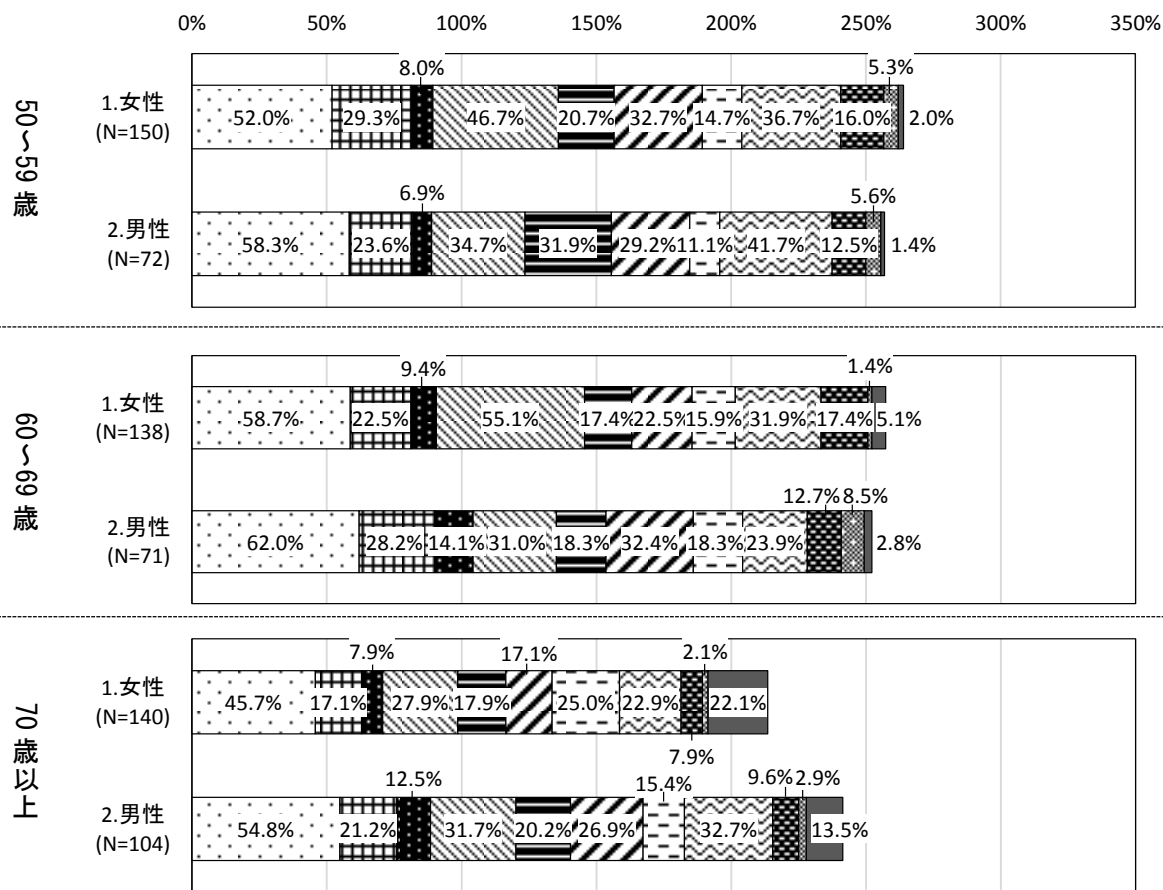 0% 50% 100% 150% 200% 250% 300% 350%
50～59歳
8.0% 5.3%
1.女性
(N=150)
52.0% 29.3% 46.7% 20.7% 32.7% 14.7% 36.7% 16.0% 2.0%
6.9% 5.6%
2.男性
(N=72)
58.3% 23.6% 34.7% 31.9% 29.2% 11.1% 41.7% 12.5% 1.4%
60～69歳
9.4% 1.4%
1.女性
(N=138)
58.7% 22.5% 55.1% 17.4% 22.5% 15.9% 31.9% 17.4% 5.1%
12.7% 8.5%
2.男性
(N=71)
62.0% 28.2% 14.1% 31.0% 18.3% 32.4% 18.3% 23.9% 2.8%
70歳以上
7.9% 17.1% 2.1%
1.女性
(N=140)
45.7% 17.1% 27.9% 17.9% 25.0% 22.9% 22.1%
7.9%
12.5% 15.4% 9.6% 2.9%
2.男性
(N=104)
54.8% 21.2% 31.7% 20.2% 26.9% 32.7% 13.5%